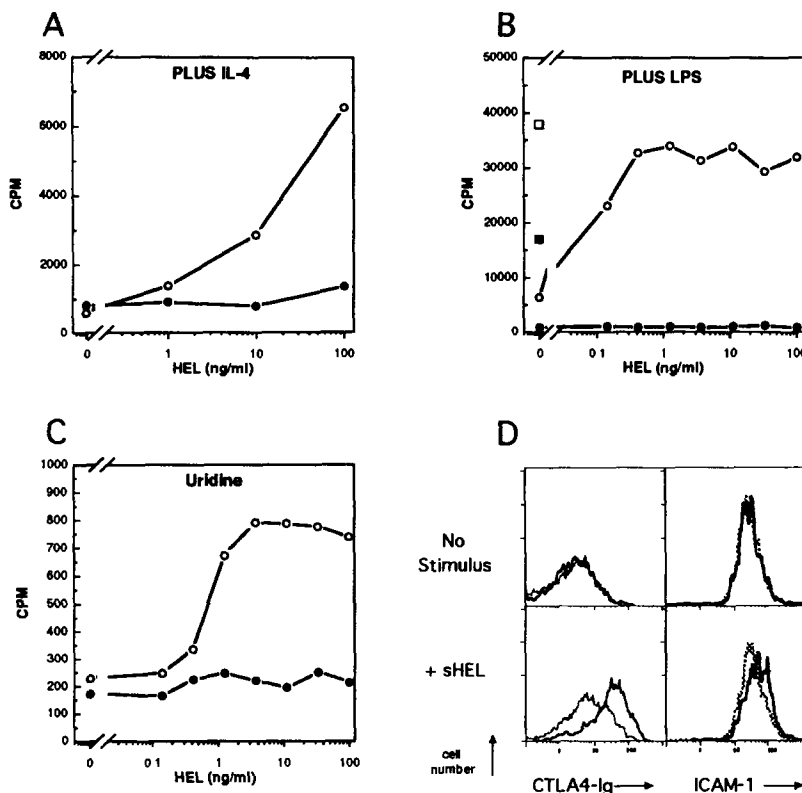 A
PLUS IL-4
8000
6000
4000
2000
0
CPM
0 1 10 100
HEL (ng/ml)
B
PLUS LPS
50000
40000
30000
20000
10000
0
CPM
0 0 1 1 10 100
HEL (ng/ml)
C
Uridine
1000
900
800
700
600
500
400
300
200
100
0
CPM
0 0 1 1 10 100
HEL (ng/ml)
D
No
Stimulus
+ sHEL
cell
number
CTLA4-Ig
ICAM-1